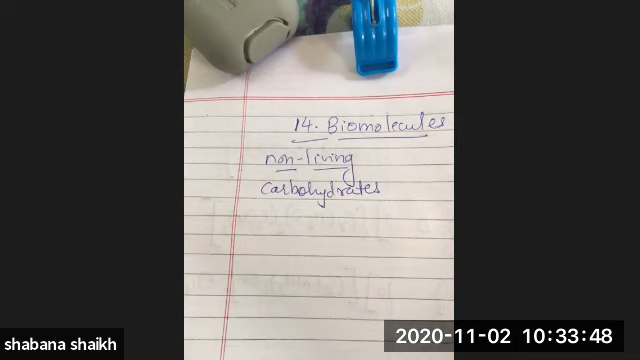 14. Biomolecules
non-living
Carbohydrates
shabana shaikh
2020-11-02 10:33:48